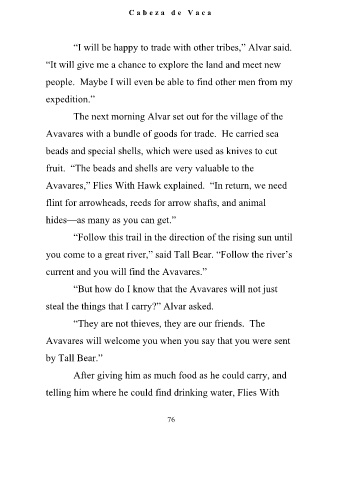 Cabeza de Vaca
“I will be happy to trade with other tribes,” Alvar said.
“It will give me a chance to explore the land and meet new
people.  Maybe I will even be able to find other men from my
expedition.”
The next morning Alvar set out for the village of the
Avavares with a bundle of goods for trade.  He carried sea
beads and special shells, which were used as knives to cut
fruit.  “The beads and shells are very valuable to the
Avavares,” Flies With Hawk explained.  “In return, we need
flint for arrowheads, reeds for arrow shafts, and animal
hides—as many as you can get.”
“Follow this trail in the direction of the rising sun until
you come to a great river,” said Tall Bear. “Follow the river’s
current and you will find the Avavares.”
“But how do I know that the Avavares will not just
steal the things that I carry?” Alvar asked.
“They are not thieves, they are our friends.  The
Avavares will welcome you when you say that you were sent
by Tall Bear.”
After giving him as much food as he could carry, and
telling him where he could find drinking water, Flies With
76